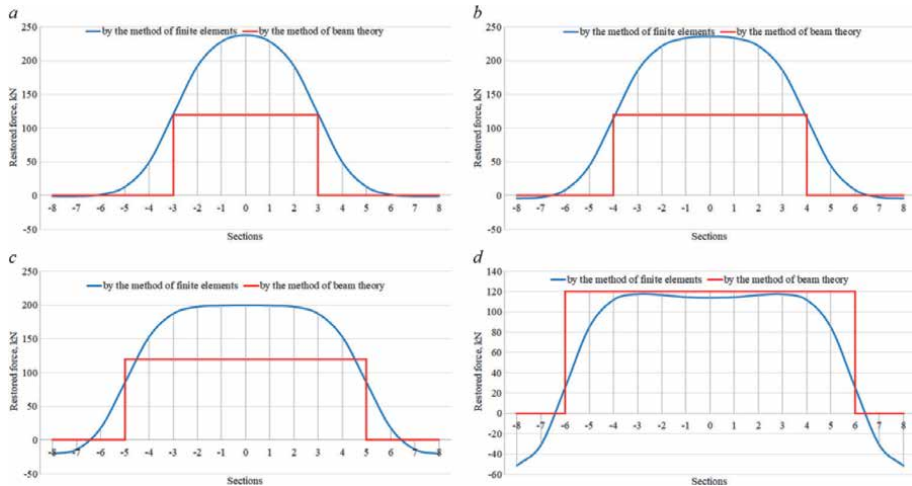 a
by the method of finite elements by the method of beam theory
250
200
150
100
50
0
-50
Restored force, kN
-8 -7 -6 -5 -4 -3 -2 -1 0 1 2 3 4 5 6 7 8
Sections
b
by the method of finite elements by the method of beam theory
250
200
150
100
50
0
-50
Restored force, kN
-8 -7 -6 -5 -4 -3 -2 -1 0 1 2 3 4 5 6 7 8
Sections
c
by the method of finite elements by the method of beam theory
250
200
150
100
50
0
-50
Restored force, kN
-8 -7 -6 -5 -4 -3 -2 -1 0 1 2 3 4 5 6 7 8
Sections
d
by the method of finite elements by the method of beam theory
140
120
100
80
60
40
20
0
-20
-40
-60
Restored force, kN
-8 -7 -6 -5 -4 -3 -2 -1 0 1 2 3 4 5 6 7 8
Sections